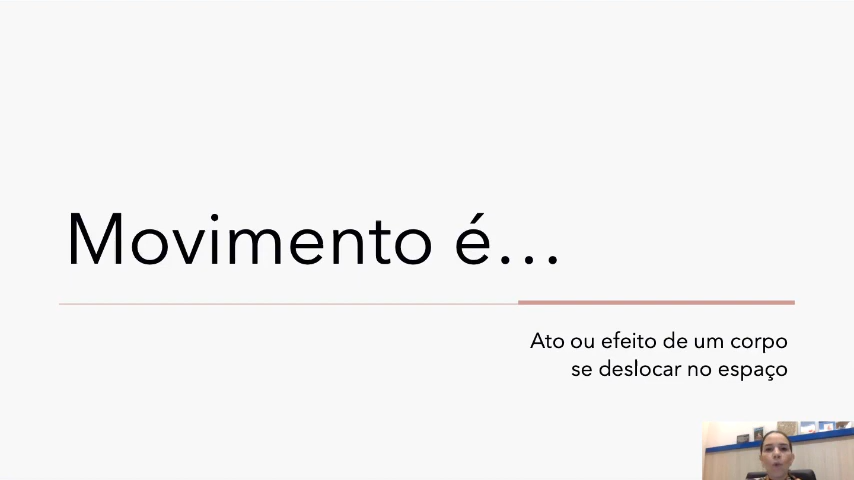 Movimento é...
Ato ou efeito de um corpo
se deslocar no espaço